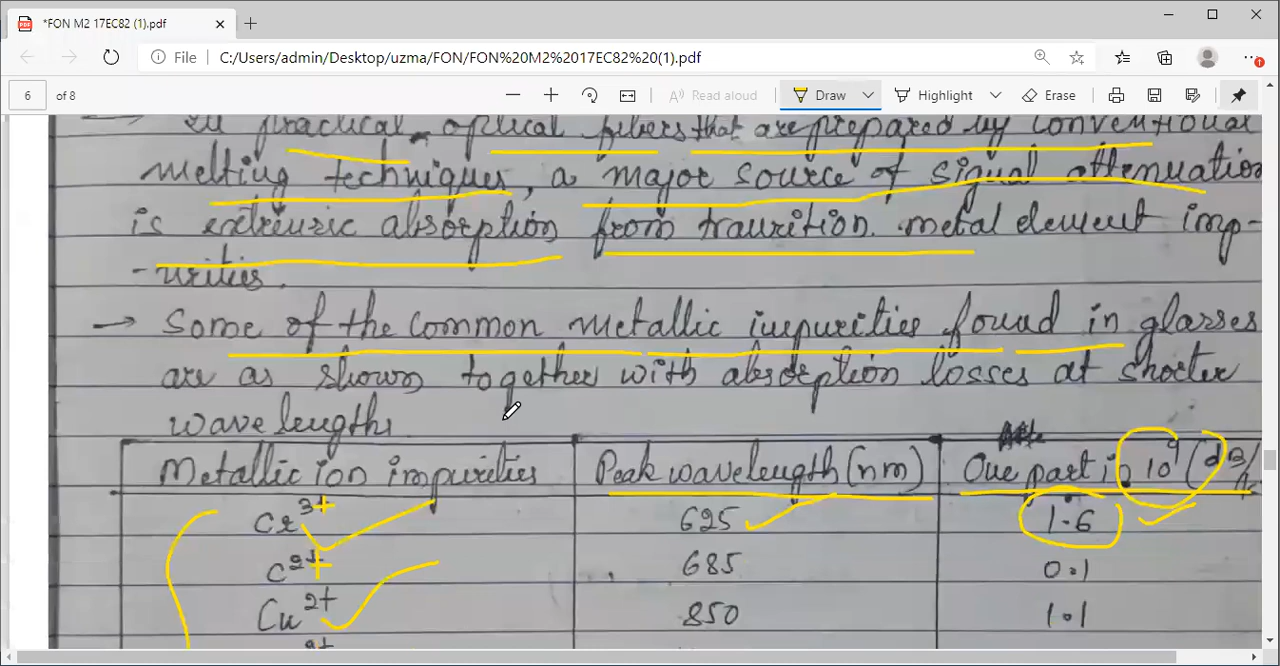 *FON M2 17EC82 (1).pdf
File C:/Users/admin/Desktop/uzma/FON/FON%20M2%2017EC82%20(1).pdf
6 of 8 Read aloud Draw Highlight Erase
In practical optical fibers that are prepared by conventional
melting techniques, a major source of signal attenuation
is extrinsic absorption from transition metal element imp-
-urities.
→ Some of the common metallic impurities found in glasses
are as shown together with absorption losses at shorter
wavelengths
Metallic ion impurities Peak wavelength (nm) One part in 10⁹ (dB/
Cr³⁺ 625 1.6
C²⁺ 685 0.1
Cu²⁺ 850 1.1